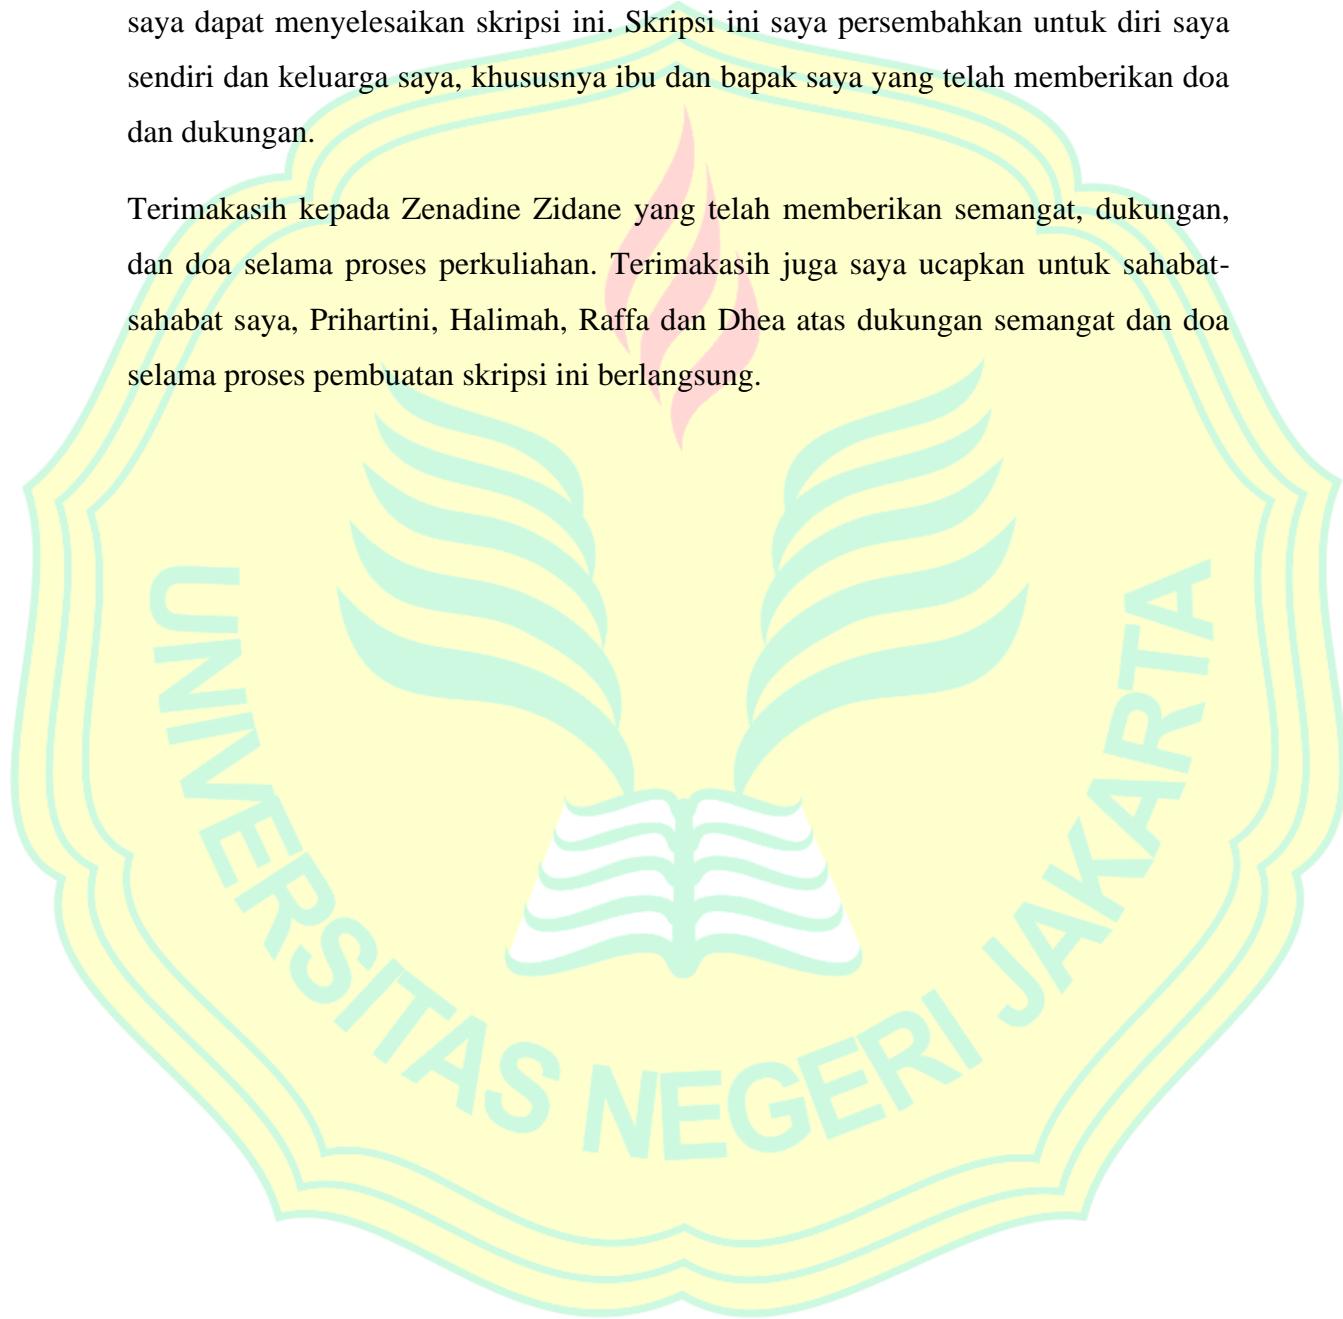 saya dapat menyelesaikan skripsi ini. Skripsi ini saya persembahkan untuk diri saya
sendiri dan keluarga saya, khususnya ibu dan bapak saya yang telah memberikan doa
dan dukungan.
Terimakasih kepada Zenadine Zidane yang telah memberikan semangat, dukungan,
dan doa selama proses perkuliahan. Terimakasih juga saya ucapkan untuk sahabat-
sahabat saya, Prihartini, Halimah, Raffa dan Dhea atas dukungan semangat dan doa
selama proses pembuatan skripsi ini berlangsung.
UNIVERSITAS NEGERI JAKARTA